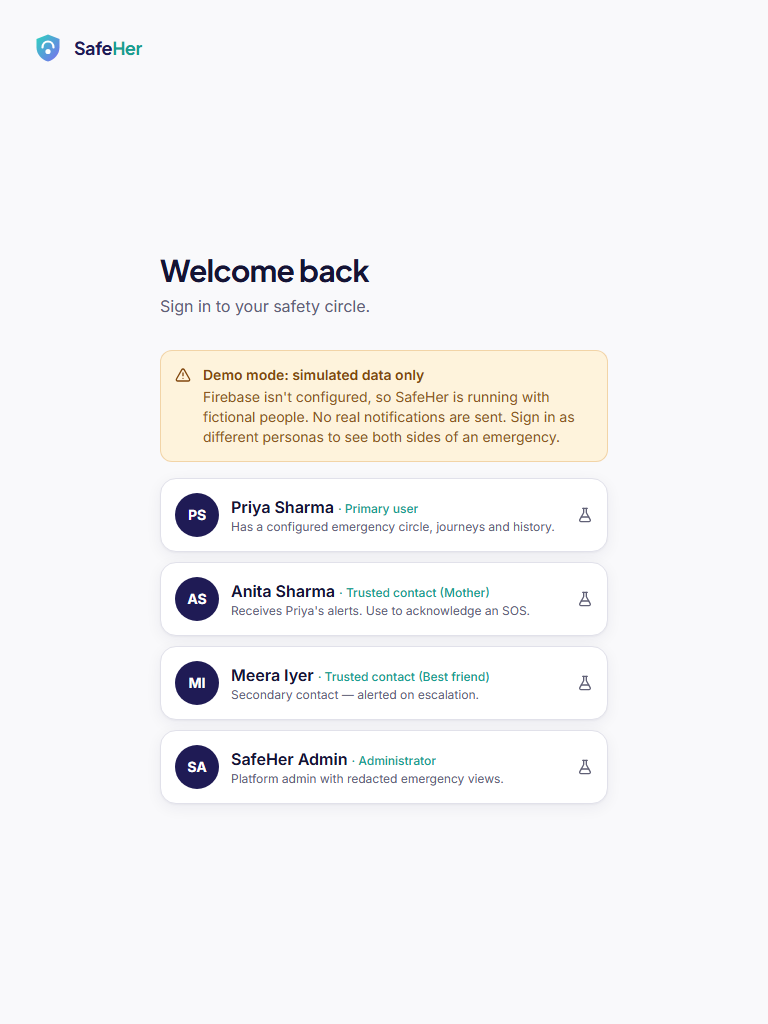 SafeHer
Welcome back
Sign in to your safety circle.
Demo mode: simulated data only
Firebase isn't configured, so SafeHer is running with
fictional people. No real notifications are sent. Sign in as
different personas to see both sides of an emergency.
PS
Priya Sharma · Primary user
Has a configured emergency circle, journeys and history.
AS
Anita Sharma · Trusted contact (Mother)
Receives Priya's alerts. Use to acknowledge an SOS.
MI
Meera Iyer · Trusted contact (Best friend)
Secondary contact — alerted on escalation.
SA
SafeHer Admin · Administrator
Platform admin with redacted emergency views.